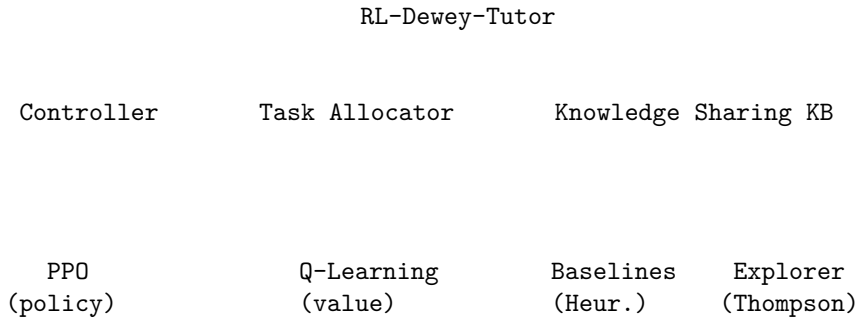 RL-Dewey-Tutor
Controller Task Allocator Knowledge Sharing KB
PPO Q-Learning Baselines Explorer
(policy) (value) (Heur.) (Thompson)